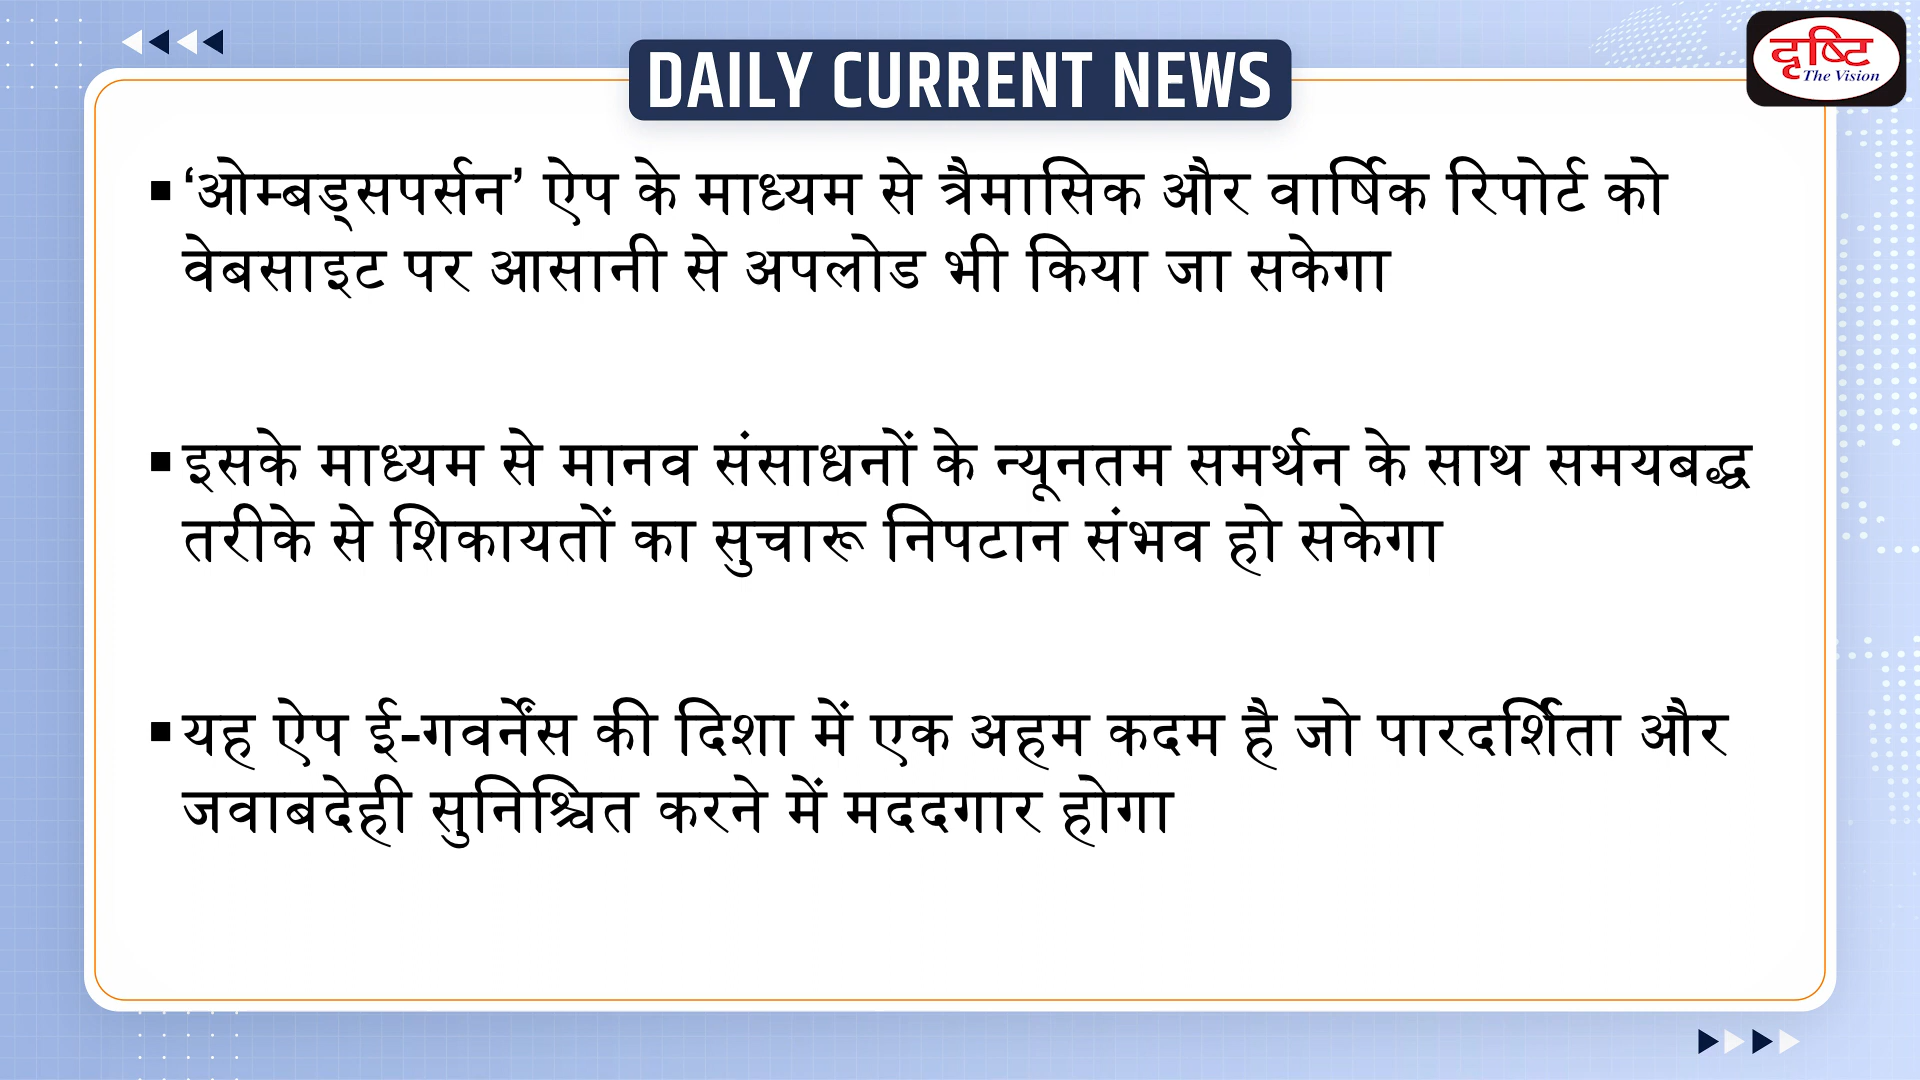 DAILY CURRENT NEWS
दृष्टि
The Vision
▪ ‘ओम्बड्सपर्सन’ ऐप के माध्यम से त्रैमासिक और वार्षिक रिपोर्ट को
वेबसाइट पर आसानी से अपलोड भी किया जा सकेगा
▪ इसके माध्यम से मानव संसाधनों के न्यूनतम समर्थन के साथ समयबद्ध
तरीके से शिकायतों का सुचारू निपटान संभव हो सकेगा
▪ यह ऐप ई-गवर्नेंस की दिशा में एक अहम कदम है जो पारदर्शिता और
जवाबदेही सुनिश्चित करने में मददगार होगा